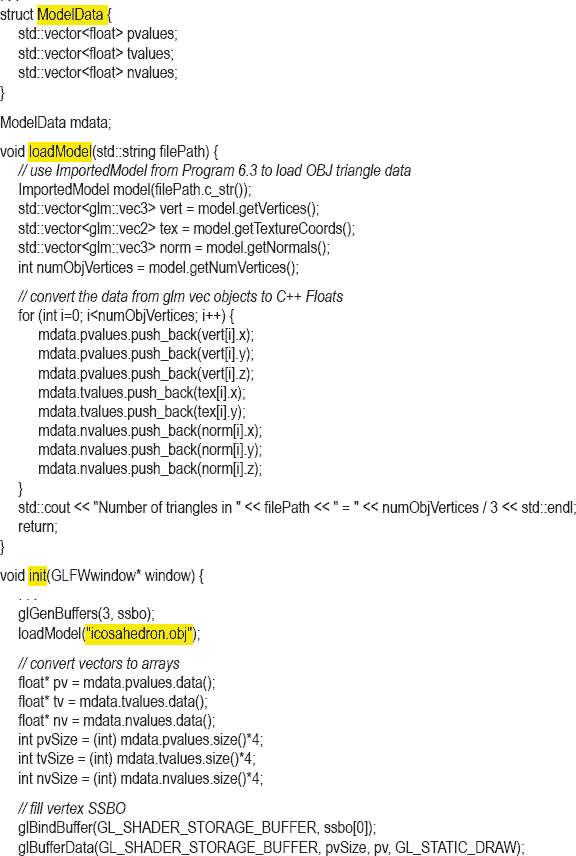 . . .
struct ModelData {
std::vector<float> pvalues;
std::vector<float> tvalues;
std::vector<float> nvalues;
}
ModelData mdata;
void loadModel(std::string filePath) {
// use ImportedModel from Program 6.3 to load OBJ triangle data
ImportedModel model(filePath.c_str());
std::vector<glm::vec3> vert = model.getVertices();
std::vector<glm::vec2> tex = model.getTextureCoords();
std::vector<glm::vec3> norm = model.getNormals();
int numObjVertices = model.getNumVertices();
// convert the data from glm vec objects to C++ Floats
for (int i=0; i<numObjVertices; i++) {
mdata.pvalues.push_back(vert[i].x);
mdata.pvalues.push_back(vert[i].y);
mdata.pvalues.push_back(vert[i].z);
mdata.tvalues.push_back(tex[i].x);
mdata.tvalues.push_back(tex[i].y);
mdata.nvalues.push_back(norm[i].x);
mdata.nvalues.push_back(norm[i].y);
mdata.nvalues.push_back(norm[i].z);
}
std::cout << "Number of triangles in " << filePath << " = " << numObjVertices / 3 << std::endl;
return;
}
void init(GLFWwindow* window) {
. . .
glGenBuffers(3, ssbo);
loadModel("icosahedron.obj");
// convert vectors to arrays
float* pv = mdata.pvalues.data();
float* tv = mdata.tvalues.data();
float* nv = mdata.nvalues.data();
int pvSize = (int) mdata.pvalues.size()*4;
int tvSize = (int) mdata.tvalues.size()*4;
int nvSize = (int) mdata.nvalues.size()*4;
// fill vertex SSBO
glBindBuffer(GL_SHADER_STORAGE_BUFFER, ssbo[0]);
glBufferData(GL_SHADER_STORAGE_BUFFER, pvSize, pv, GL_STATIC_DRAW);